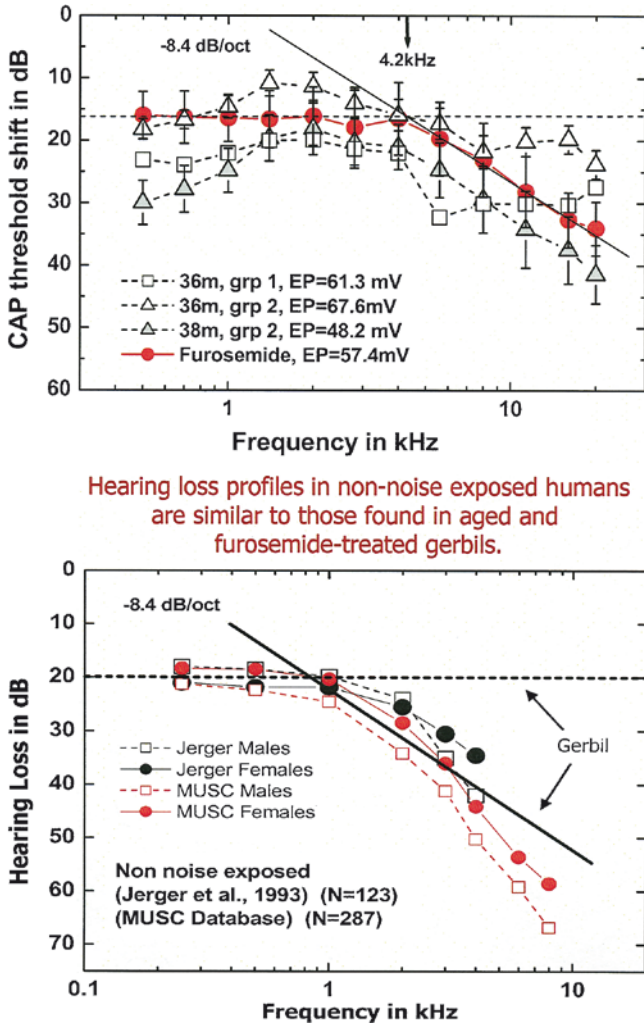 0
-8.4 dB/oct
4.2kHz
10
20
30
40
50
60
CAP threshold shift in dB
36m, grp 1, EP=61.3 mV
36m, grp 2, EP=67.6mV
38m, grp 2, EP=48.2 mV
Furosemide, EP=57.4mV
1
10
Frequency in kHz
Hearing loss profiles in non-noise exposed humans
are similar to those found in aged and
furosemide-treated gerbils.
0
-8.4 dB/oct
10
20
30
40
50
60
70
Hearing Loss in dB
Gerbil
Jerger Males
Jerger Females
MUSC Males
MUSC Females
Non noise exposed
(Jerger et al., 1993) (N=123)
(MUSC Database) (N=287)
0.1
1
10
Frequency in kHz